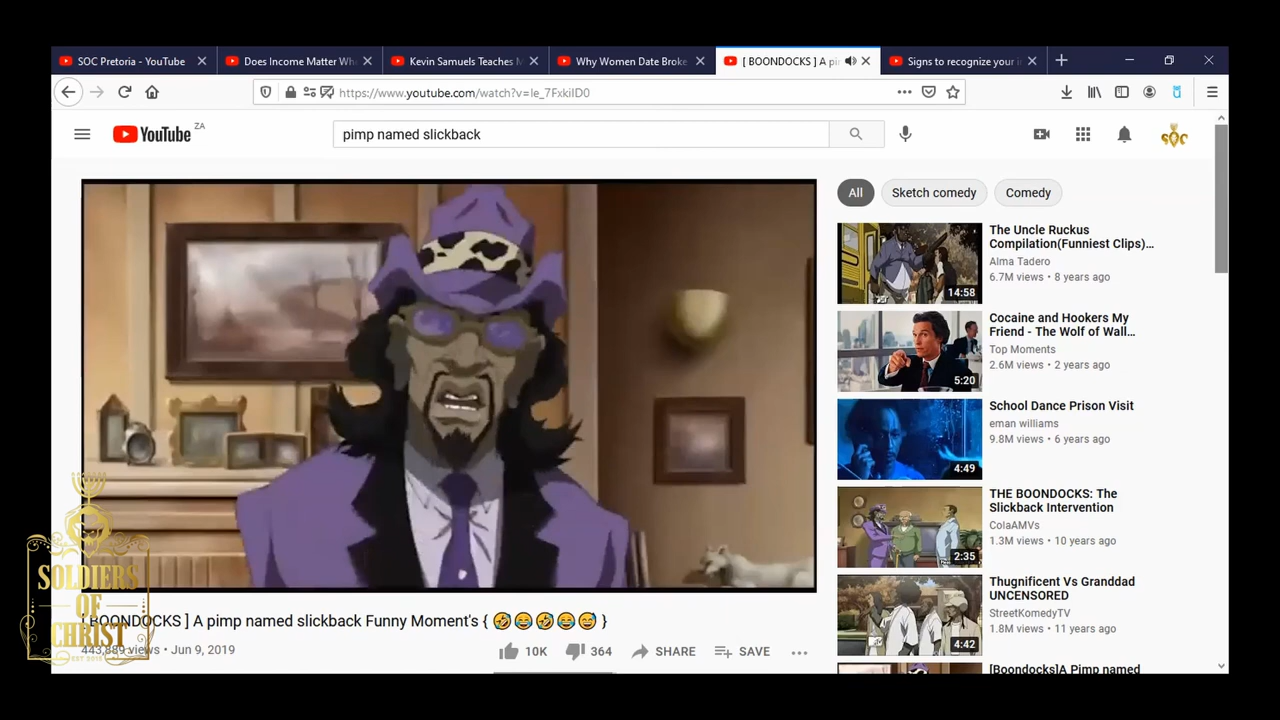 SOC Pretoria - YouTube
Does Income Matter Wh
Kevin Samuels Teaches M
Why Women Date Broke
[ BOONDOCKS ] A pi
Signs to recognize your i
https://www.youtube.com/watch?v=le_7FxkiID0
YouTube ZA
pimp named slickback
SOC
All
Sketch comedy
Comedy
The Uncle Ruckus
Compilation(Funniest Clips)...
Alma Tadero
6.7M views • 8 years ago
14:58
Cocaine and Hookers My
Friend - The Wolf of Wall...
Top Moments
2.6M views • 2 years ago
5:20
School Dance Prison Visit
eman williams
9.8M views • 6 years ago
4:49
THE BOONDOCKS: The
Slickback Intervention
ColaAMVs
1.3M views • 10 years ago
2:35
Thugnificent Vs Granddad
UNCENSORED
StreetKomedyTV
1.8M views • 11 years ago
4:42
[Boondocks]A Pimp named
SOLDIERS
OF
CHRIST
[ BOONDOCKS ] A pimp named slickback Funny Moment's { 🤣😂🤣😂😅 }
443,889 views • Jun 9, 2019
10K
364
SHARE
SAVE